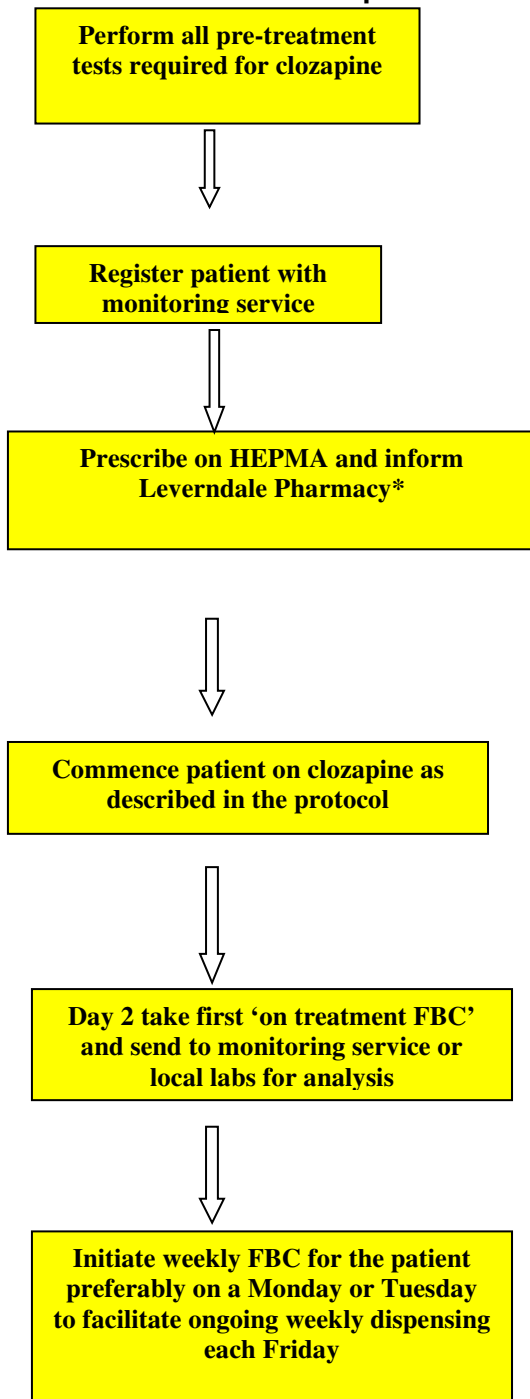 Perform all pre-treatment
tests required for clozapine
Register patient with
monitoring service
Prescribe on HEPMA and inform
Leverndale Pharmacy*
Commence patient on clozapine as
described in the protocol
Day 2 take first ‘on treatment FBC’
and send to monitoring service or
local labs for analysis
Initiate weekly FBC for the patient
preferably on a Monday or Tuesday
to facilitate ongoing weekly dispensing
each Friday